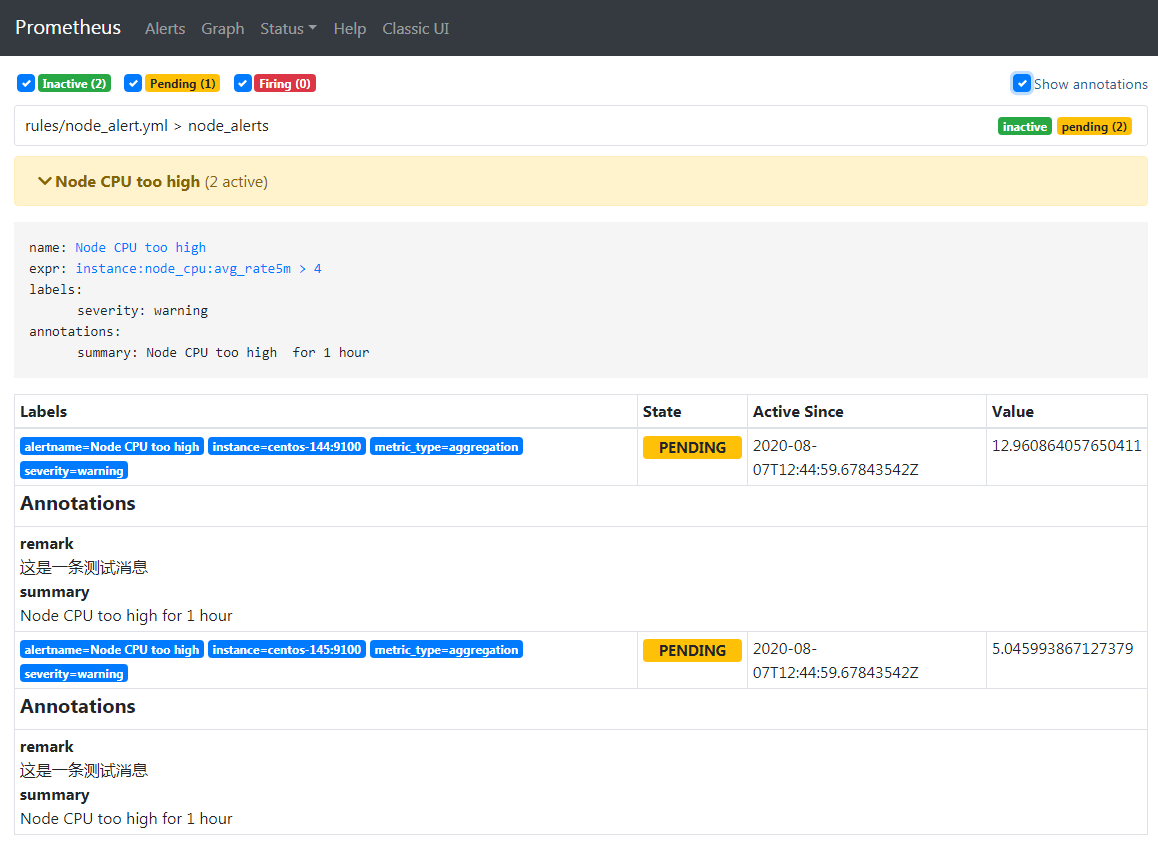 Prometheus Alerts Graph Status Help Classic UI
Inactive (2) Pending (1) Firing (0) Show annotations
rules/node_alert.yml > node_alerts inactive pending (2)
Node CPU too high (2 active)
name: Node CPU too high
expr: instance:node_cpu:avg_rate5m > 4
labels:
severity: warning
annotations:
summary: Node CPU too high  for 1 hour
Labels State Active Since Value
alertname=Node CPU too high instance=centos-144:9100 metric_type=aggregation PENDING 2020-08- 12.960864057650411
severity=warning 07T12:44:59.67843542Z
Annotations
remark
这是一条测试消息
summary
Node CPU too high for 1 hour
alertname=Node CPU too high instance=centos-145:9100 metric_type=aggregation PENDING 2020-08- 5.045993867127379
severity=warning 07T12:44:59.67843542Z
Annotations
remark
这是一条测试消息
summary
Node CPU too high for 1 hour